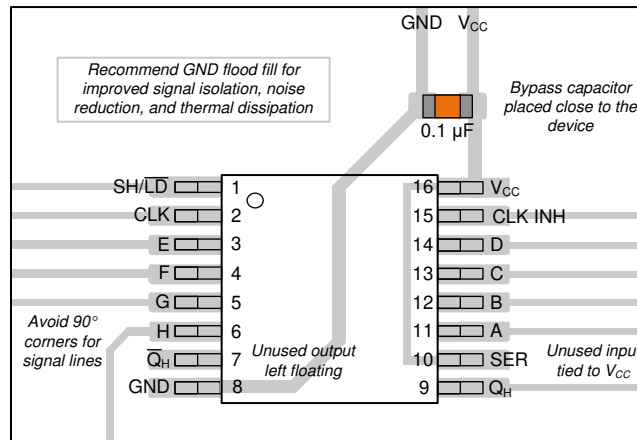 GND VCC
Recommend GND flood fill for
improved signal isolation, noise
reduction, and thermal dissipation
Bypass capacitor
placed close to the
device
0.1 µF
SH/L̅D̅ 1 16 VCC
CLK 2 15 CLK INH
E 3 14 D
F 4 13 C
G 5 12 B
H 6 11 A
Q̅H 7 10 SER
GND 8 9 QH
Avoid 90°
corners for
signal lines
Unused output
left floating
Unused input
tied to VCC